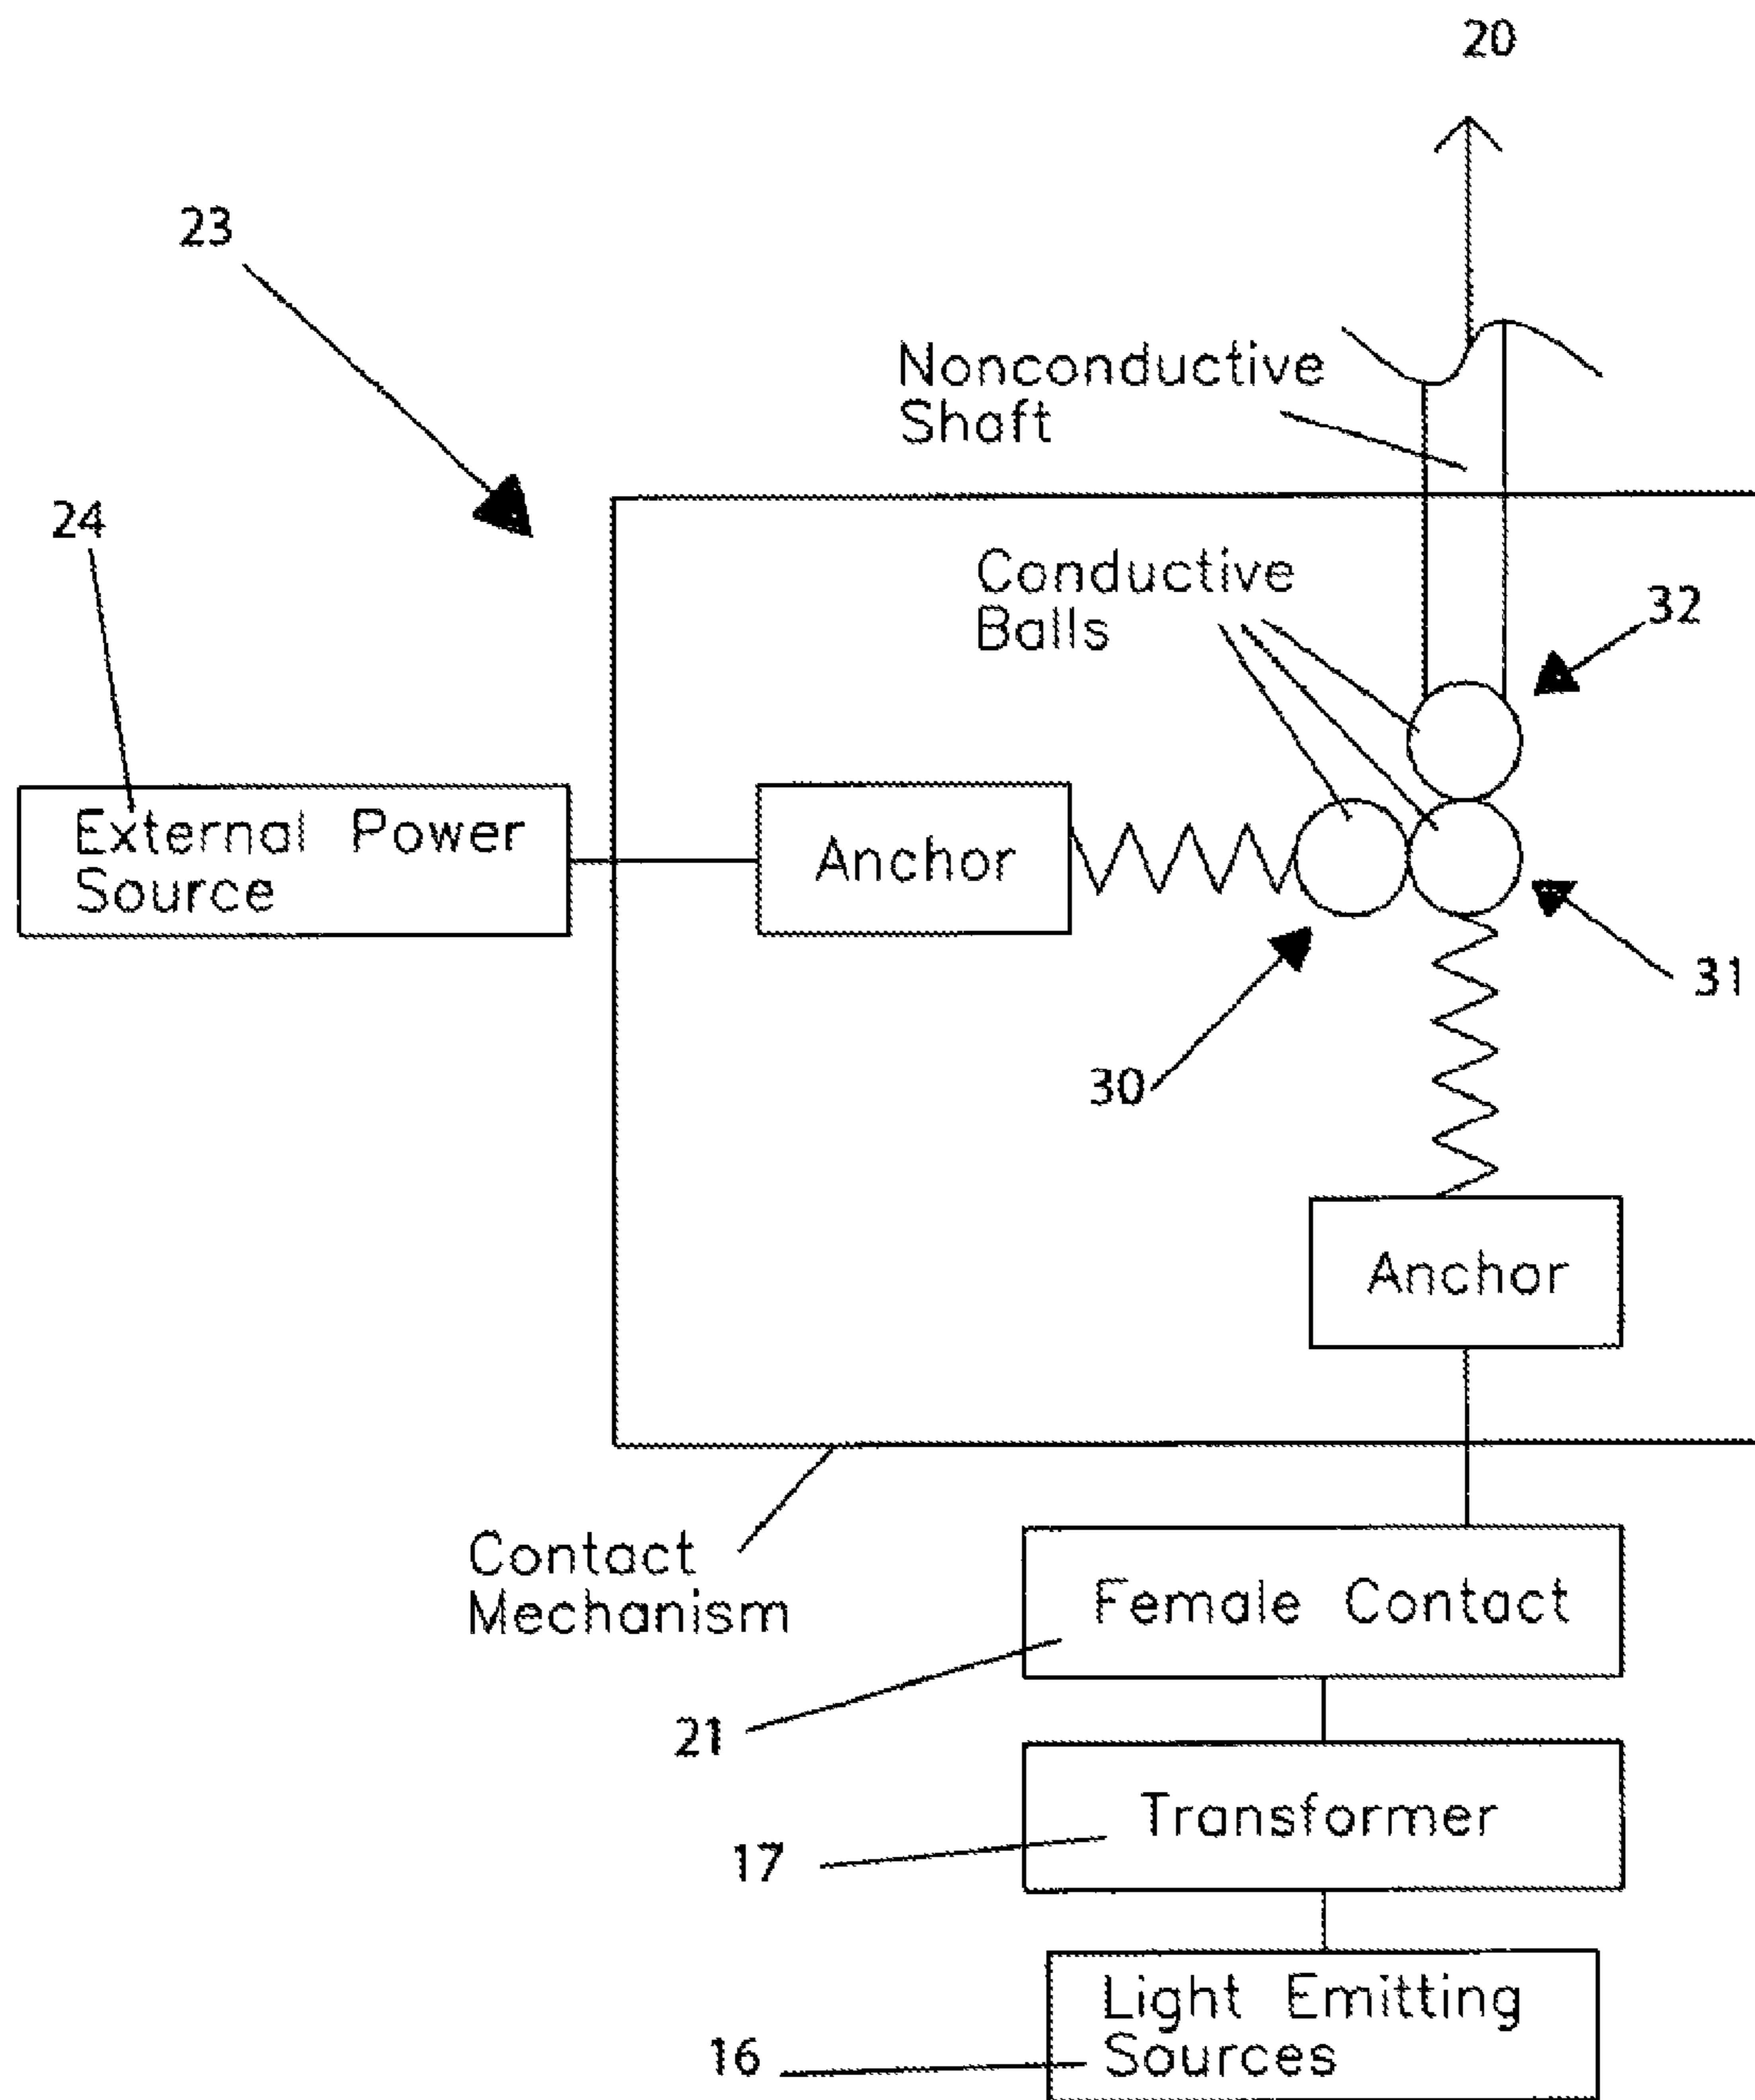 20
23
Nonconductive
Shaft
24
Conductive
Balls
32
External Power
Source
Anchor
31
30
Anchor
Contact
Mechanism
Female Contact
21
Transformer
17
Light Emitting
Sources
16